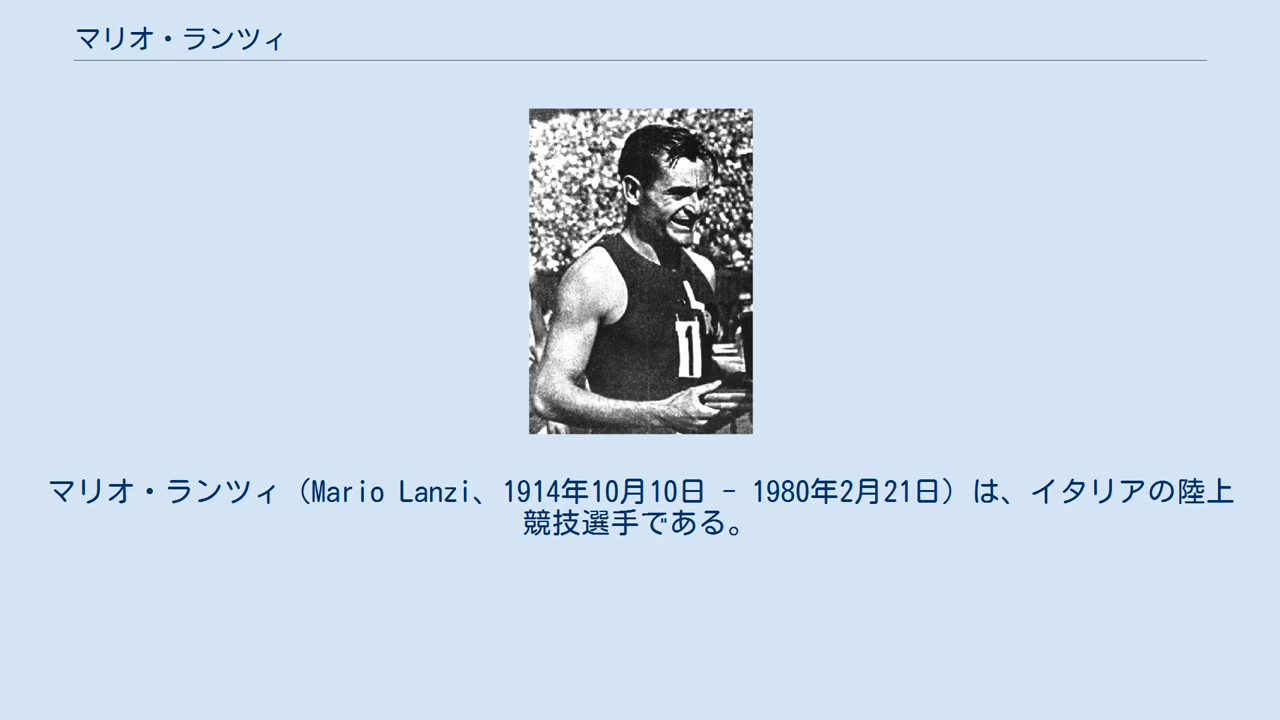 マリオ・ランツィ
1
マリオ・ランツィ（Mario Lanzi、1914年10月10日 - 1980年2月21日）は、イタリアの陸上
競技選手である。